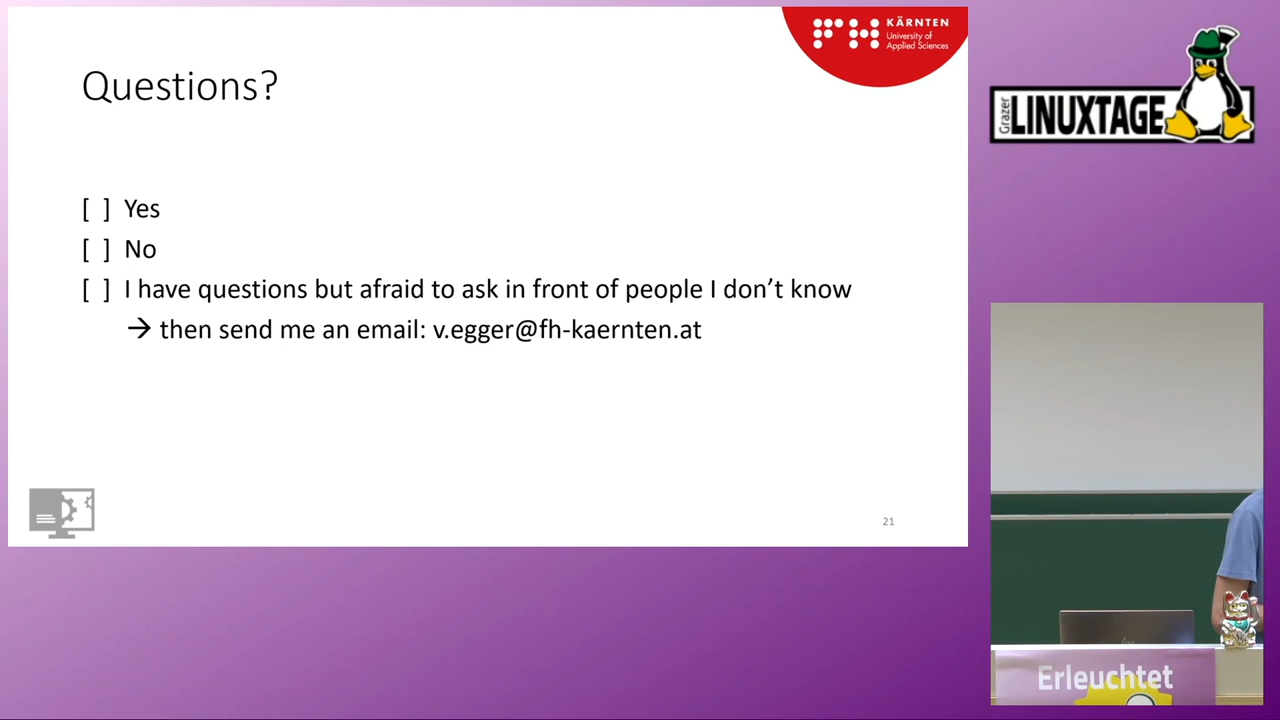 KÄRNTEN
University of
Applied Sciences
Questions?
[ ] Yes
[ ] No
[ ] I have questions but afraid to ask in front of people I don't know
→ then send me an email: v.egger@fh-kaernten.at
21
Grazer
LINUXTAGE
hp
Erleuchtet